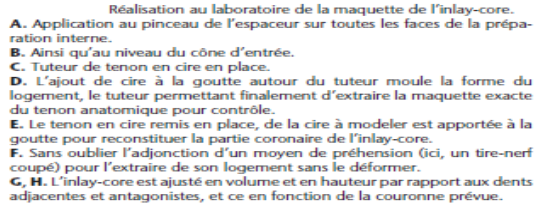 Réalisation au laboratoire de la maquette de l'inlay-core.
A. Application au pinceau de l'espaceur sur toutes les faces de la prépa-
ration interne.
B. Ainsi qu'au niveau du cône d'entrée.
C. Tuteur de tenon en cire en place.
D. L'ajout de cire à la goutte autour du tuteur moule la forme du
logement, le tuteur permettant finalement d'extraire la maquette exacte
du tenon anatomique pour contrôle.
E. Le tenon en cire remis en place, de la cire à modeler est apportée à la
goutte pour reconstituer la partie coronaire de l'inlay-core.
F. Sans oublier l'adjonction d'un moyen de préhension (ici, un tire-nerf
coupé) pour l'extraire de son logement sans le déformer.
G, H. L'inlay-core est ajusté en volume et en hauteur par rapport aux dents
adjacentes et antagonistes, et ce en fonction de la couronne prévue.